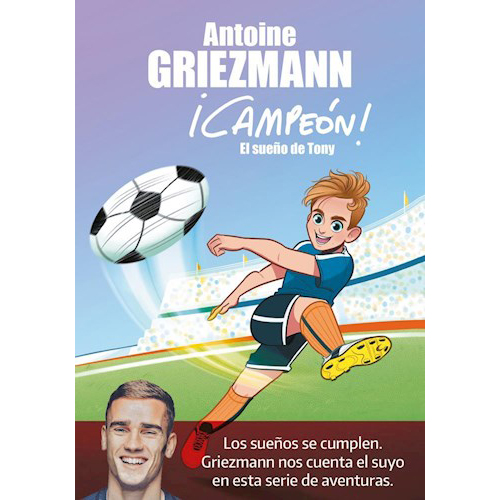 Antoine
GRIEZMANN
¡CAMPEÓN!
El sueño de Tony
Los sueños se cumplen.
Griezmann nos cuenta el suyo
en esta serie de aventuras.